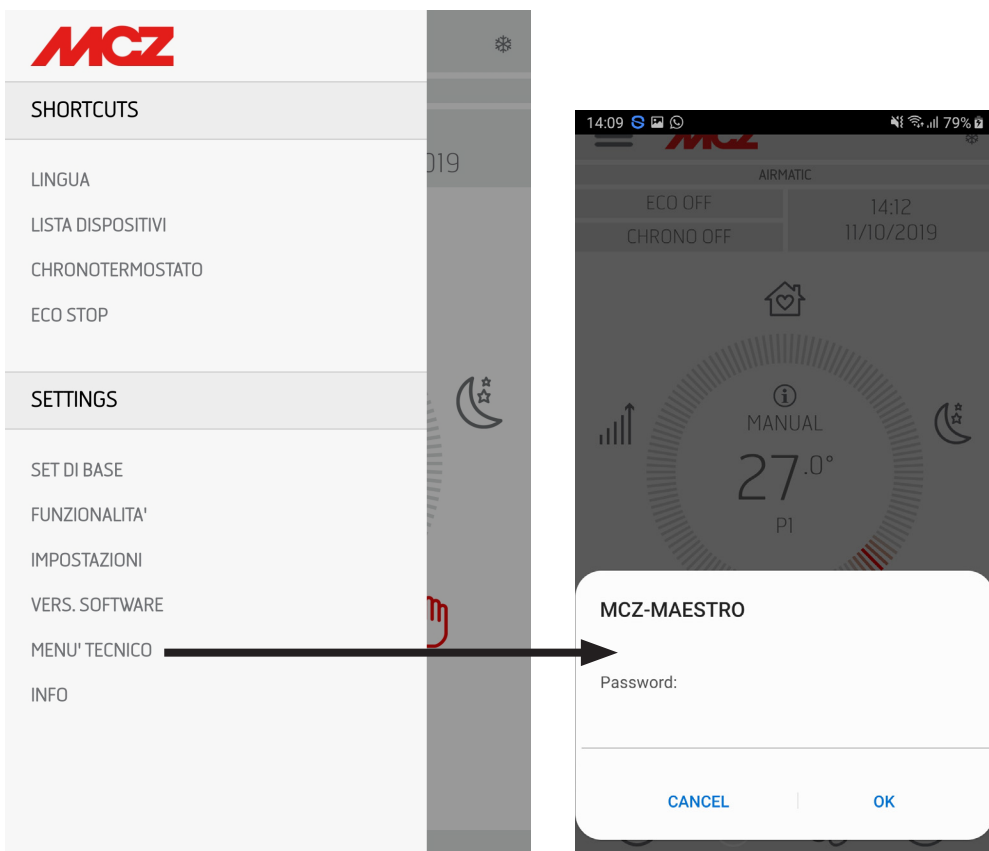 MCZ
SHORTCUTS
LINGUA
LISTA DISPOSITIVI
CHRONOTERMOSTATO
ECO STOP
SETTINGS
SET DI BASE
FUNZIONALITA'
IMPOSTAZIONI
VERS. SOFTWARE
MENU' TECNICO
INFO
019
14:09 79%
MCZ
AIRMATIC
ECO OFF
CHRONO OFF
14:12
11/10/2019
MANUAL
27.0°
P1
MCZ-MAESTRO
Password:
CANCEL OK